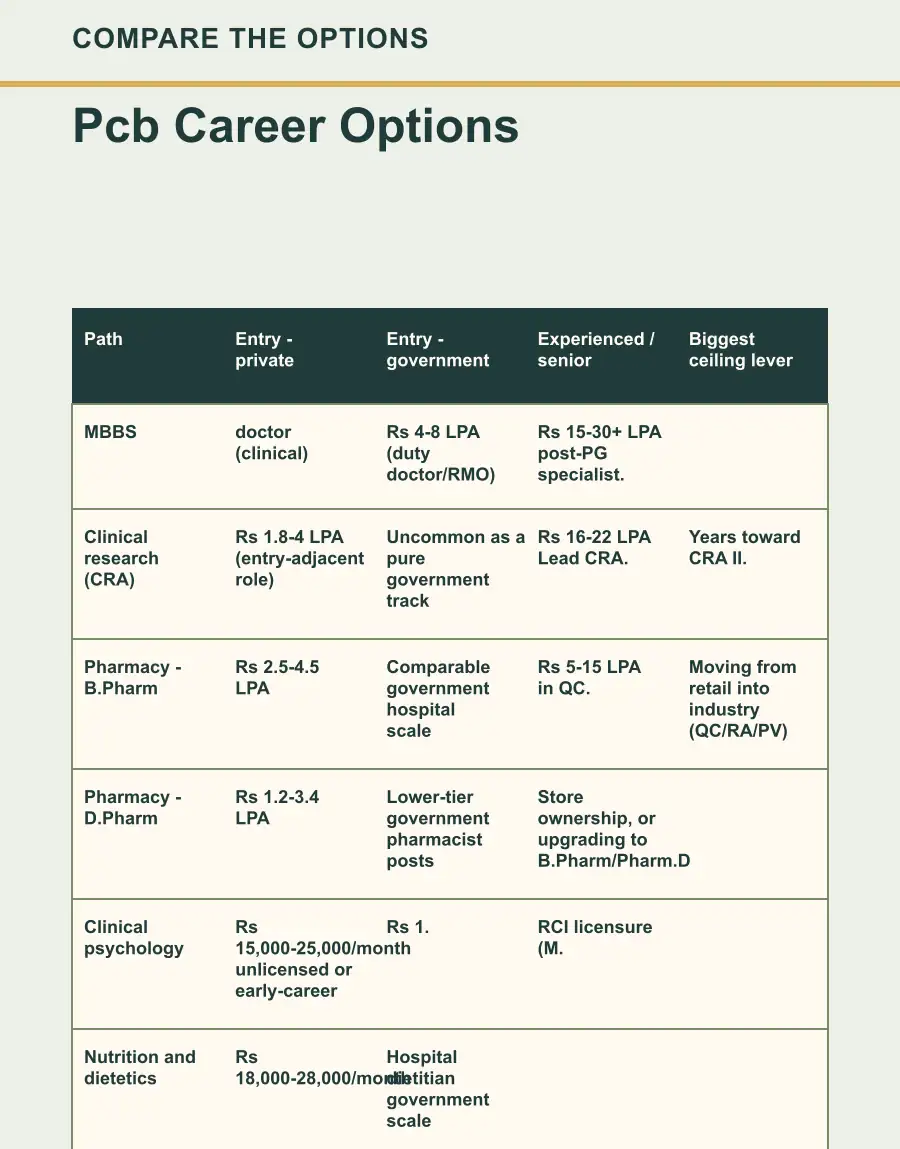 COMPARE THE OPTIONS
Pcb Career Options
Path
Entry -
private
Entry -
government
Experienced /
senior
Biggest
ceiling lever
MBBS
doctor
(clinical)
Rs 4-8 LPA
(duty
doctor/RMO)
Rs 15-30+ LPA
post-PG
specialist.
Clinical
research
(CRA)
Rs 1.8-4 LPA
(entry-adjacent
role)
Uncommon as a
pure
government
track
Rs 16-22 LPA
Lead CRA.
Years toward
CRA II.
Pharmacy -
B.Pharm
Rs 2.5-4.5
LPA
Comparable
government
hospital
scale
Rs 5-15 LPA
in QC.
Moving from
retail into
industry
(QC/RA/PV)
Pharmacy -
D.Pharm
Rs 1.2-3.4
LPA
Lower-tier
government
pharmacist
posts
Store
ownership, or
upgrading to
B.Pharm/Pharm.D
Clinical
psychology
Rs
15,000-25,000/month
unlicensed or
early-career
Rs 1.
RCI licensure
(M.
Nutrition and
dietetics
Rs
18,000-28,000/month
Hospital
dietitian
government
scale